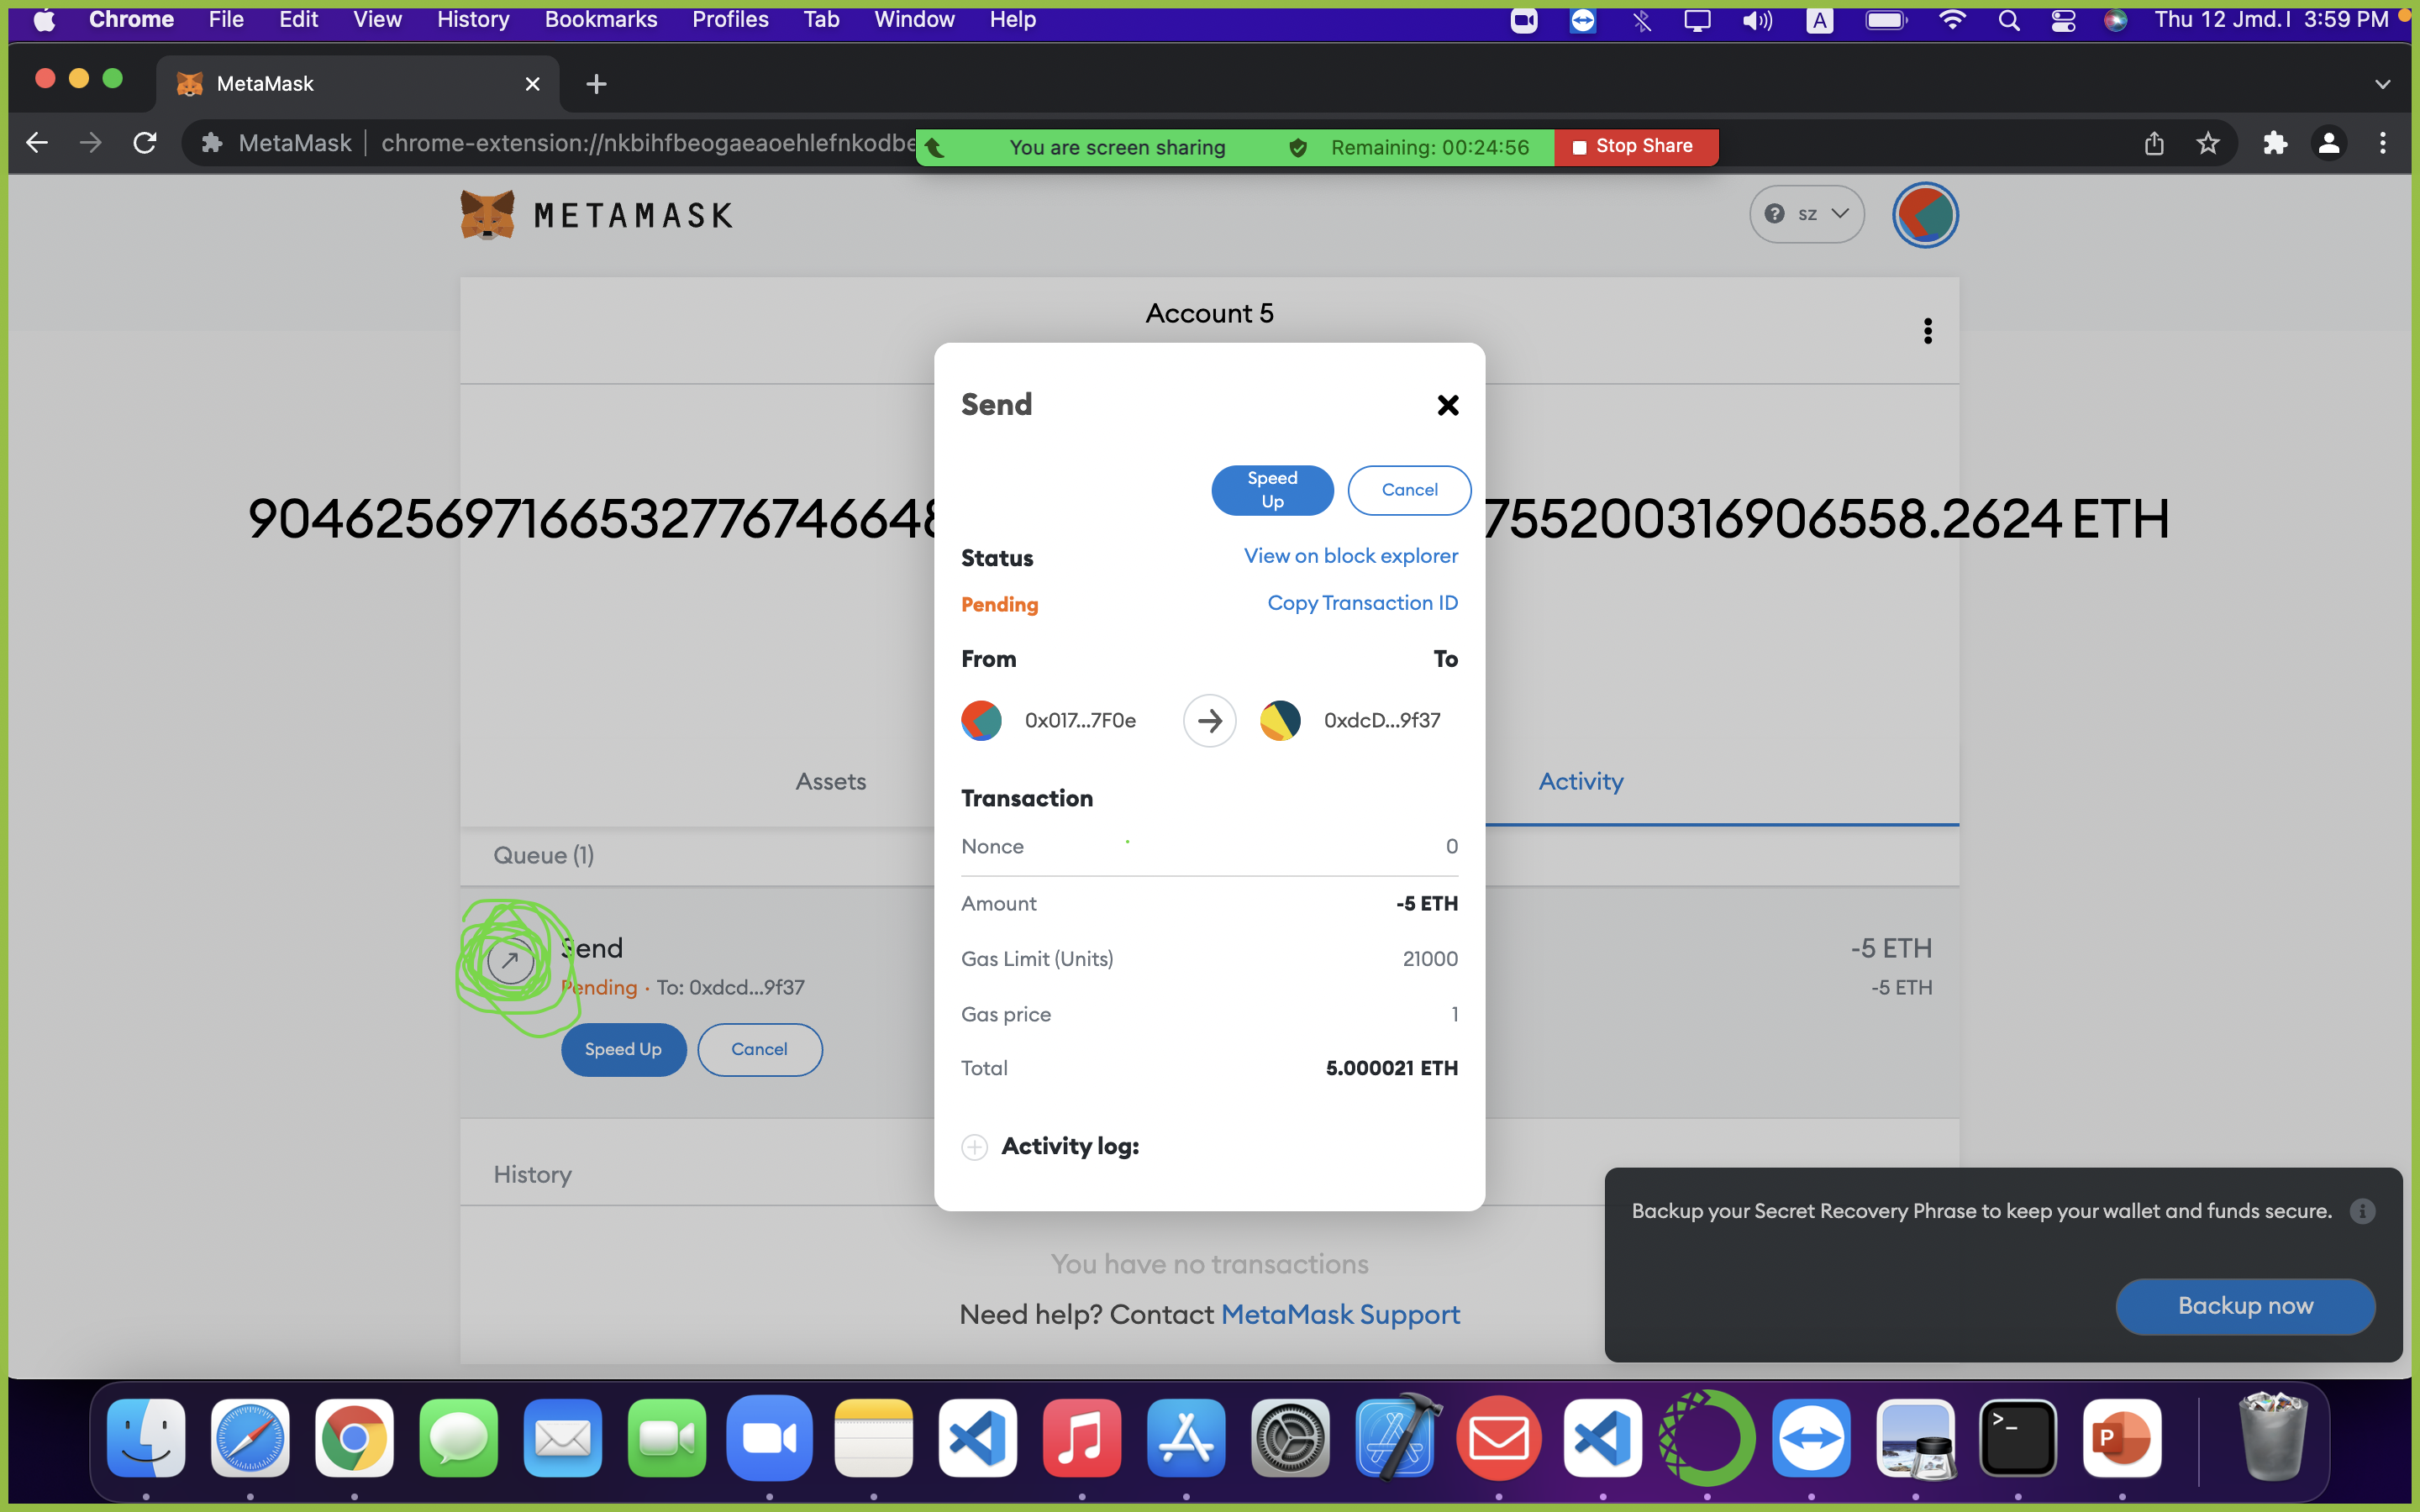 Chrome File Edit View History Bookmarks Profiles Tab Window Help A Thu 12 Jmd.I 3:59 PM
MetaMask
MetaMask chrome-extension://nkbihfbeogaeaoehlefnkodbe
You are screen sharing Remaining: 00:24:56 Stop Share
METAMASK
sz
Account 5
Send
Speed Up
Cancel
904625697166532776746648
7552003169065 58.2624 ETH
Status View on block explorer
Pending Copy Transaction ID
From To
0x017...7F0e 0xdcD...9f37
Assets Activity
Transaction
Nonce 0
Queue (1)
Amount -5 ETH
Gas Limit (Units) 21000
Gas price 1
Total 5.000021 ETH
Activity log:
Send -5 ETH
Pending · To: 0xdcd...9f37 -5 ETH
Speed Up Cancel
History
You have no transactions
Need help? Contact MetaMask Support
Backup your Secret Recovery Phrase to keep your wallet and funds secure.
Backup now